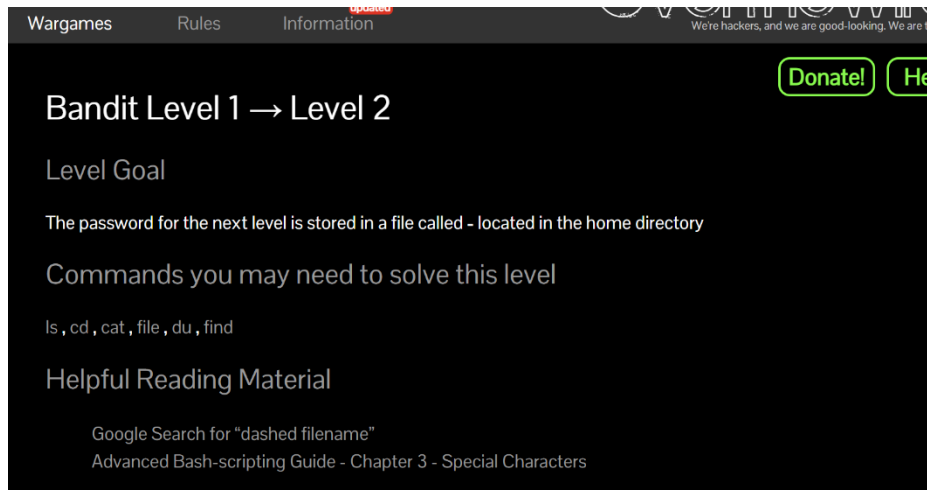 updated
Wargames Rules Information
We're hackers, and we are good-looking. We are
Donate!
Bandit Level 1 → Level 2
Level Goal
The password for the next level is stored in a file called - located in the home directory
Commands you may need to solve this level
ls , cd , cat , file , du , find
Helpful Reading Material
Google Search for “dashed filename”
Advanced Bash-scripting Guide - Chapter 3 - Special Characters